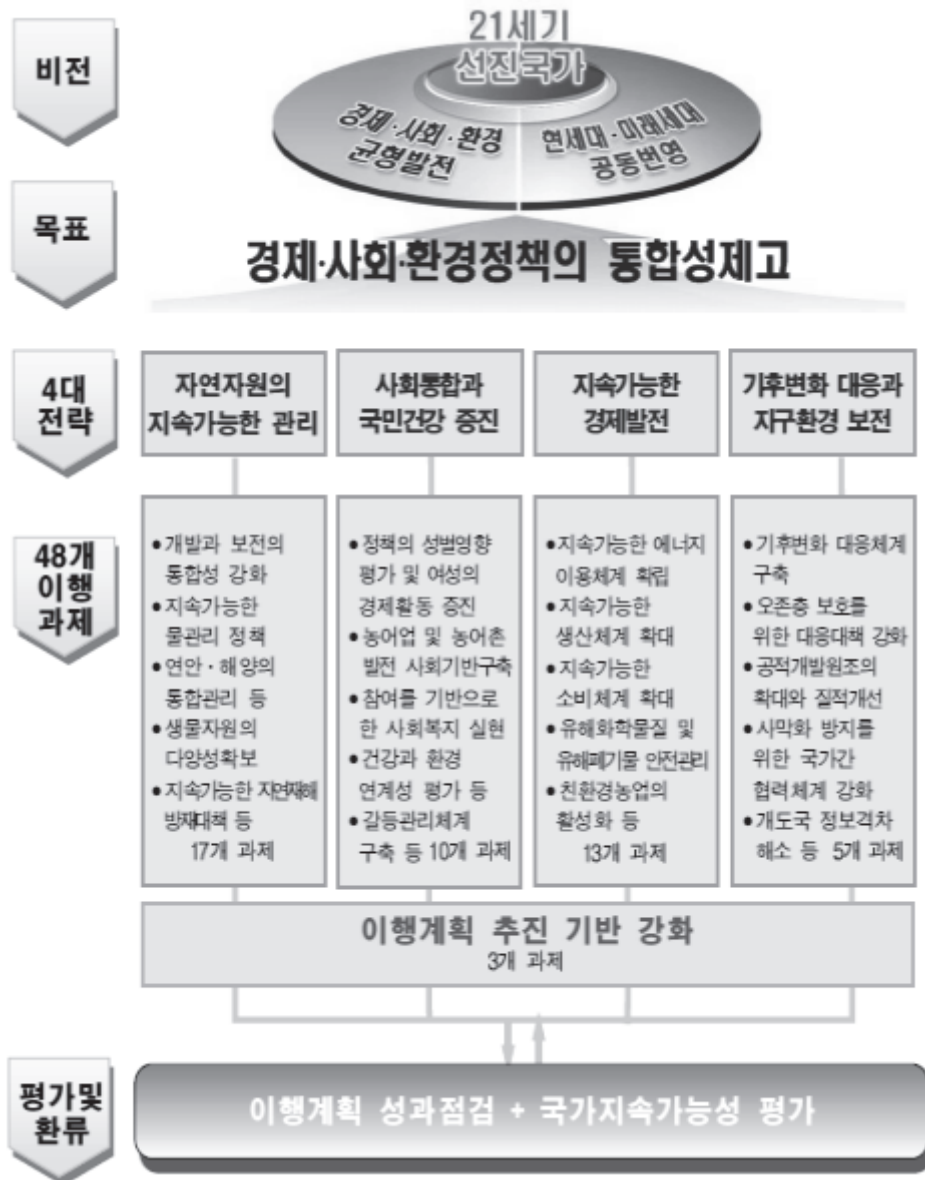 비전
21세기
선진국가
경제·사회·환경
균형발전
현세대·미래세대
공동번영
목표
경제·사회·환경정책의 통합성제고
4대
전략
자연자원의
지속가능한 관리
사회통합과
국민건강 증진
지속가능한
경제발전
기후변화 대응과
지구환경 보전
48개
이행
과제
• 개발과 보전의
통합성 강화
• 지속가능한
물관리 정책
• 연안·해양의
통합관리 등
• 생물자원의
다양성확보
• 지속가능한 자연재해
방재대책 등
17개 과제
• 정책의 성별영향
평가 및 여성의
경제활동 증진
• 농어업 및 농어촌
발전 사회기반구축
• 참여를 기반으로
한 사회복지 실현
• 건강과 환경
연계성 평가 등
• 갈등관리체계
구축 등 10개 과제
• 지속가능한 에너지
이용체계 확립
• 지속가능한
생산체계 확대
• 지속가능한
소비체계 확대
• 유해화학물질 및
유해폐기물 안전관리
• 친환경농업의
활성화 등
13개 과제
• 기후변화 대응체계
구축
• 오존층 보호를
위한 대응대책 강화
• 공적개발원조의
확대와 질적개선
• 사막화 방지를
위한 국가간
협력체계 강화
• 개도국 정보격차
해소 등 5개 과제
이행계획 추진 기반 강화
3개 과제
평가및
환류
이행계획 성과점검 + 국가지속가능성 평가